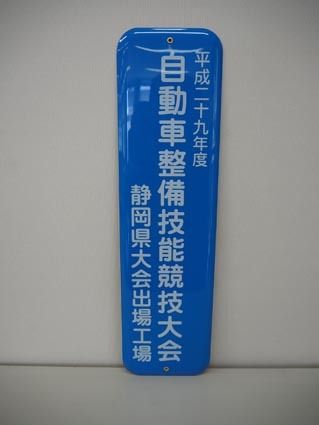 平成二十九年度
自動車整備技能競技大会
静岡県大会出場工場